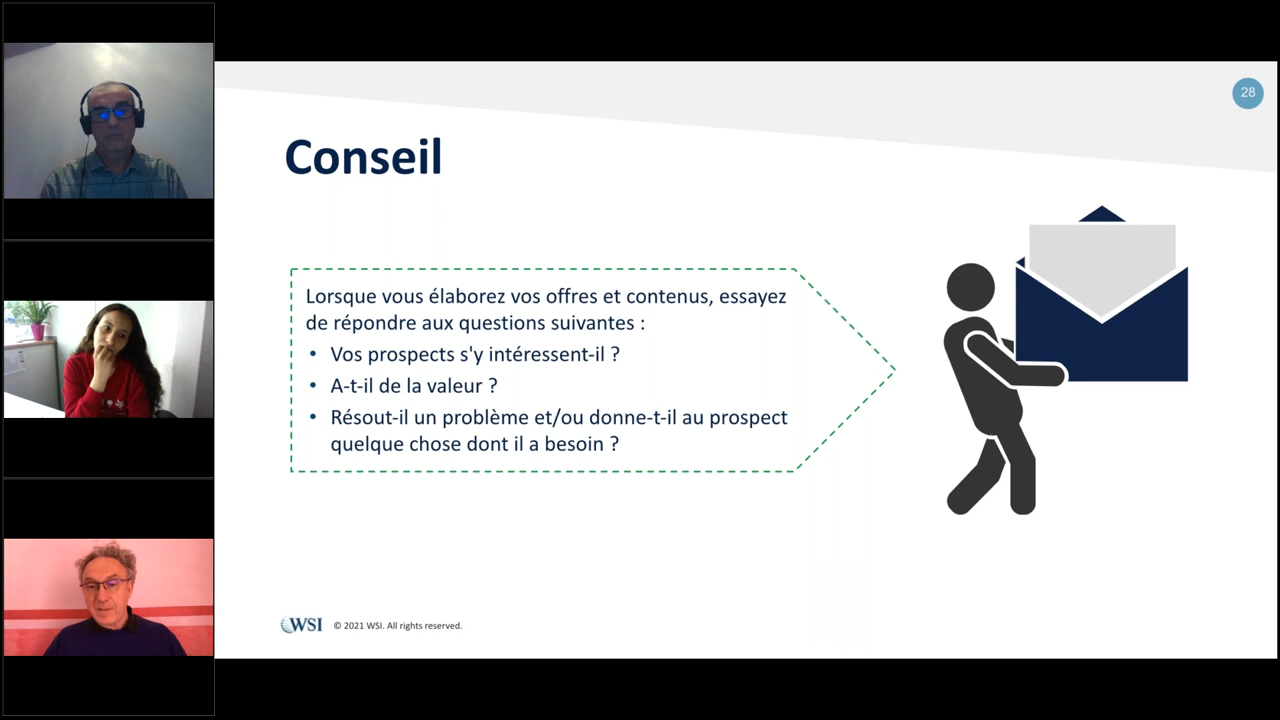 28
Conseil
Lorsque vous élaborez vos offres et contenus, essayez
de répondre aux questions suivantes :
• Vos prospects s'y intéressent-il ?
• A-t-il de la valeur ?
• Résout-il un problème et/ou donne-t-il au prospect
quelque chose dont il a besoin ?
WSI © 2021 WSI. All rights reserved.